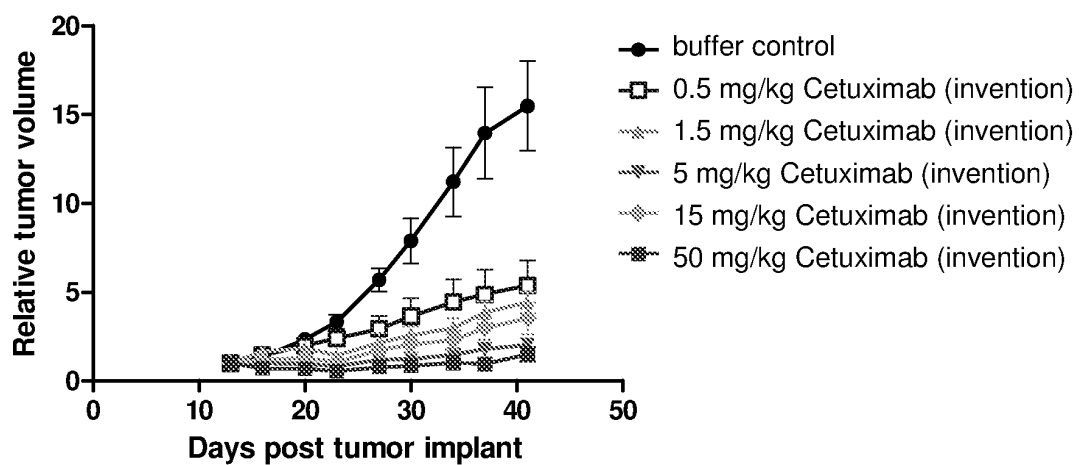 20
15
10
5
0
Relative tumor volume
0 10 20 30 40 50
Days post tumor implant
buffer control
0.5 mg/kg Cetuximab (invention)
1.5 mg/kg Cetuximab (invention)
5 mg/kg Cetuximab (invention)
15 mg/kg Cetuximab (invention)
50 mg/kg Cetuximab (invention)